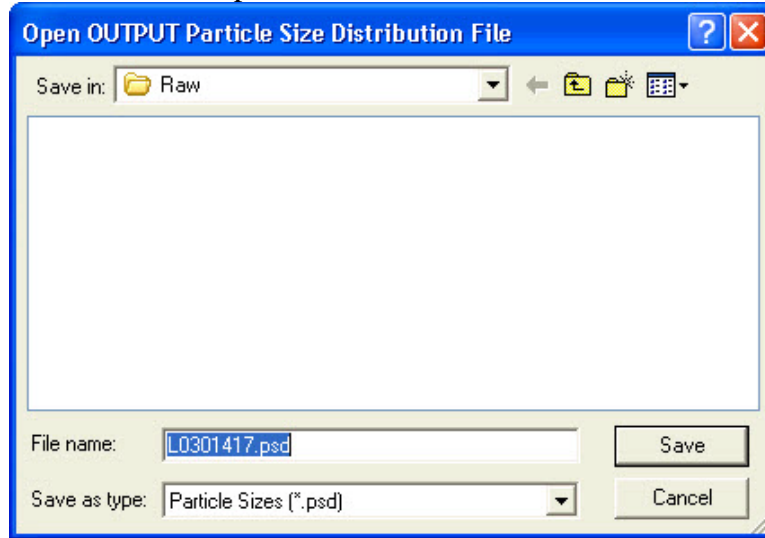 Open OUTPUT Particle Size Distribution File
Save in: Raw
File name: L0301417.psd Save
Save as type: Particle Sizes (*.psd) Cancel